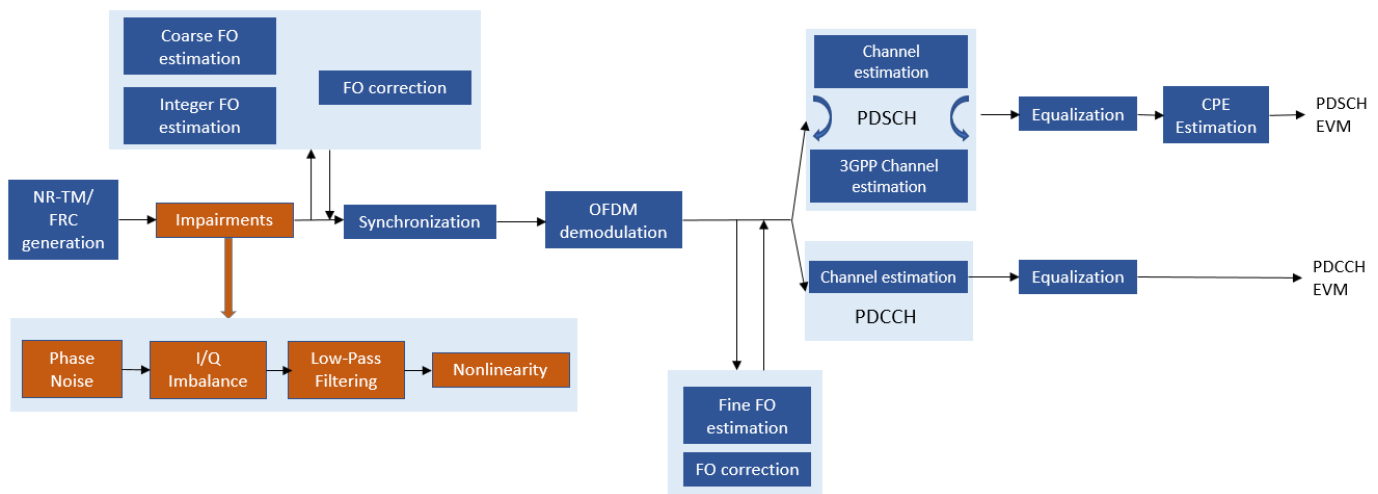 Coarse FO
estimation
Integer FO
estimation
FO correction
NR-TM/
FRC
generation
Impairments
Synchronization
OFDM
demodulation
Phase
Noise
I/Q
Imbalance
Low-Pass
Filtering
Nonlinearity
Fine FO
estimation
FO correction
Channel
estimation
PDSCH
3GPP Channel
estimation
Equalization
CPE
Estimation
PDSCH
EVM
Channel estimation
PDCCH
Equalization
PDCCH
EVM